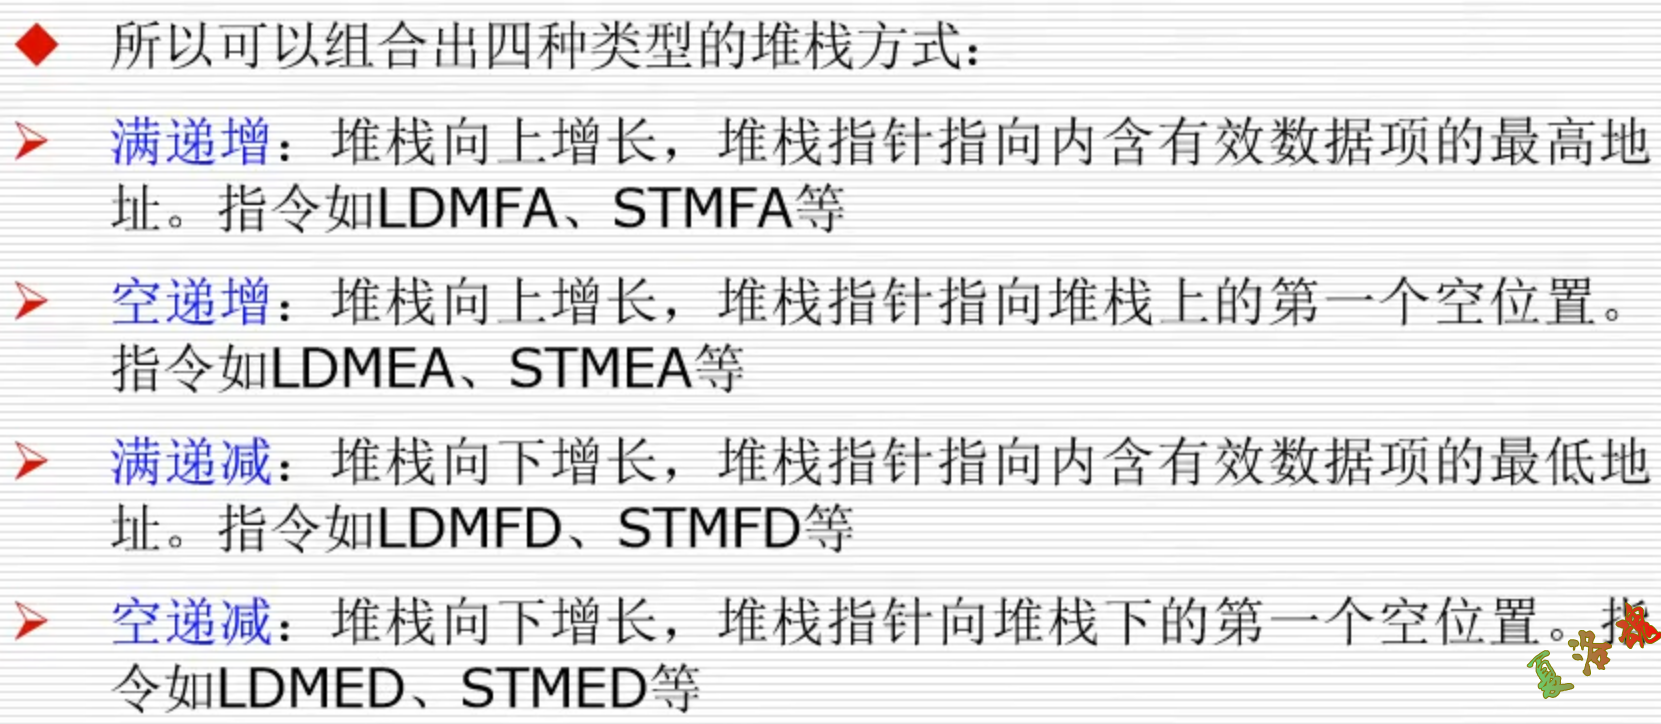 所以可以组合出四种类型的堆栈方式：
满递增：堆栈向上增长，堆栈指针指向内含有效数据项的最高地
址。指令如LDMFA、STMFA等
空递增：堆栈向上增长，堆栈指针指向堆栈上的第一个空位置。
指令如LDMEA、STMEA等
满递减：堆栈向下增长，堆栈指针指向内含有效数据项的最低地
址。指令如LDMFD、STMFD等
空递减：堆栈向下增长，堆栈指针向堆栈下的第一个空位置。指
令如LDMED、STMED等
夏洛